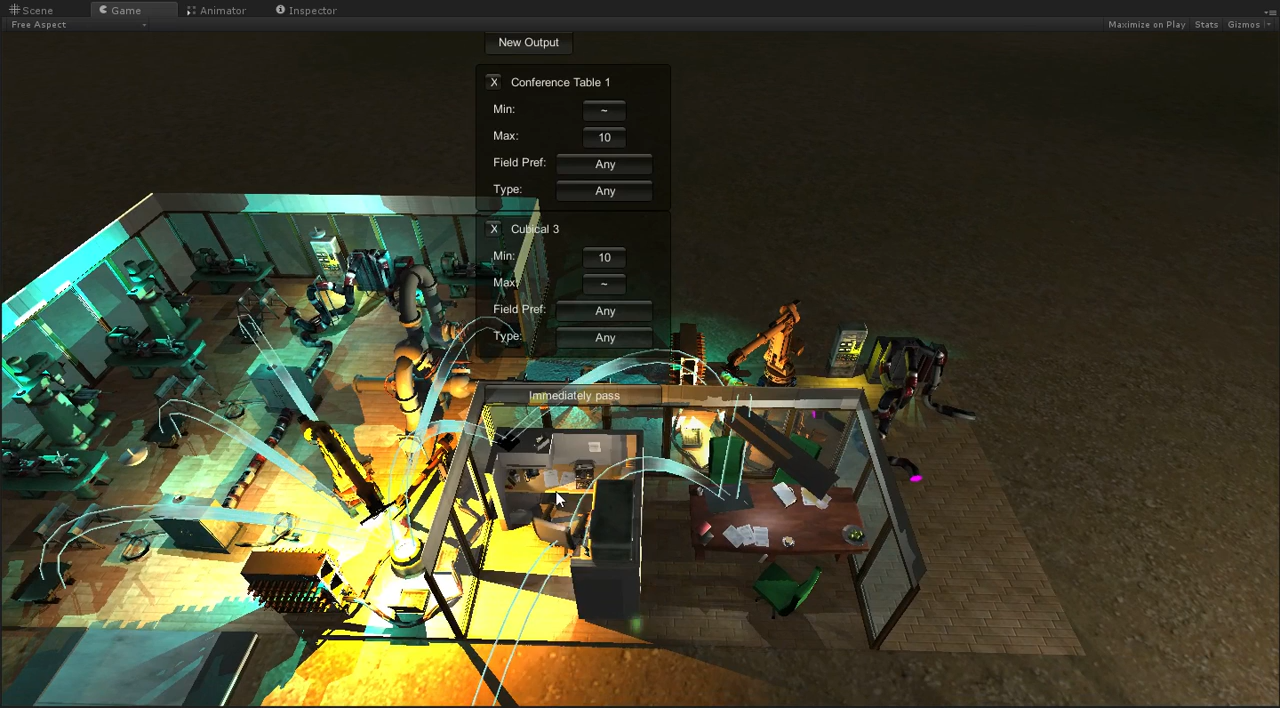 Scene Game Animator Inspector
Free Aspect Maximize on Play Stats Gizmos
New Output
X Conference Table 1
Min: ~
Max: 10
Field Pref: Any
Type: Any
X Cubical 3
Min: 10
Max: ~
Field Pref: Any
Type: Any
Immediately pass